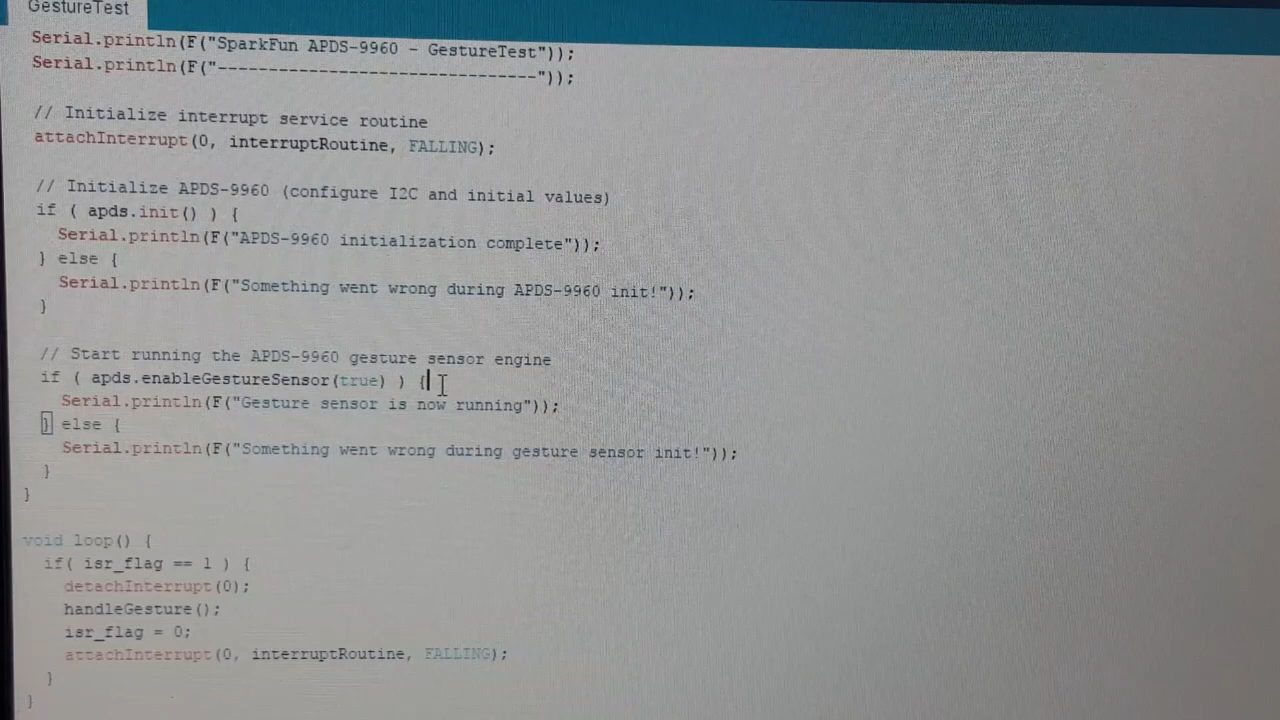 GestureTest
Serial.println(F("SparkFun APDS-9960 - GestureTest"));
Serial.println(F("--------------------------------"));
// Initialize interrupt service routine
attachInterrupt(0, interruptRoutine, FALLING);
// Initialize APDS-9960 (configure I2C and initial values)
if ( apds.init() ) {
Serial.println(F("APDS-9960 initialization complete"));
} else {
Serial.println(F("Something went wrong during APDS-9960 init!"));
}
// Start running the APDS-9960 gesture sensor engine
if ( apds.enableGestureSensor(true) ) {
Serial.println(F("Gesture sensor is now running"));
} else {
Serial.println(F("Something went wrong during gesture sensor init!"));
}
}
void loop() {
if( isr_flag == 1 ) {
detachInterrupt(0);
handleGesture();
isr_flag = 0;
attachInterrupt(0, interruptRoutine, FALLING);
}
}